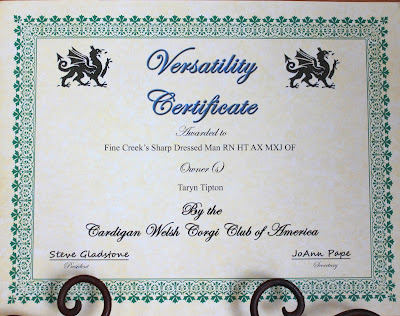 Versatility
Certificate
Awarded to
Fine Creek's Sharp Dressed Man RN HT AX MXJ OF
Owner (s)
Taryn Tipton
By the
Cardigan Welsh Corgi Club of America
Steve Gladstone JoAnn Pape
President Secretary